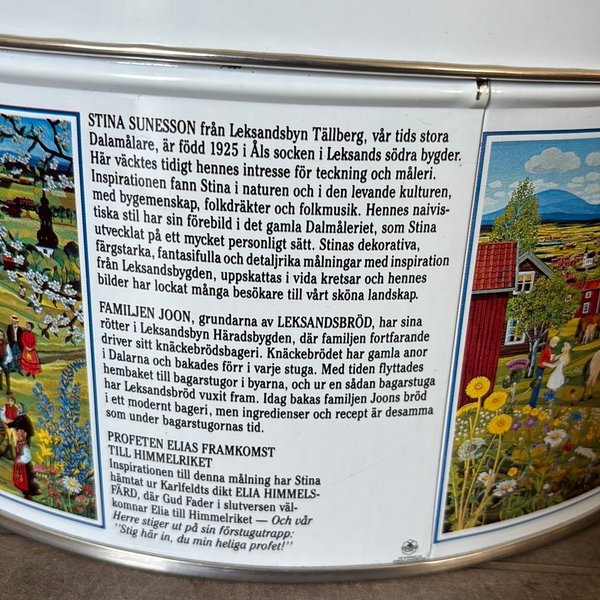 STINA SUNESSON från Leksandsbyn Tällberg, vår tids stora
Dalamålare, är född 1925 i Åls socken i Leksands södra bygder.
Här väcktes tidigt hennes intresse för teckning och måleri.
Inspirationen fann Stina i naturen och i den levande kulturen,
med bygemenskap, folkdräkter och folkmusik. Hennes naivis-
tiska stil har sin förebild i det gamla Dalmåleriet, som Stina
utvecklat på ett mycket personligt sätt. Stinas dekorativa,
färgstarka, fantasifulla och detaljrika målningar med inspiration
från Leksandsbygden, uppskattas i vida kretsar och hennes
bilder har lockat många besökare till vårt sköna landskap.
FAMILJEN JOON, grundarna av LEKSANDSBRÖD, har sina
rötter i Leksandsbyn Häradsbygden, där familjen fortfarande
driver sitt knäckebrödsbageri. Knäckebrödet har gamla anor
i Dalarna och bakades förr i varje stuga. Med tiden flyttades
hembaket till bagarstugor i byarna, och ur en sådan bagarstuga
har Leksandsbröd vuxit fram. Idag bakas familjen Joons bröd
i ett modernt bageri, men ingredienser och recept är desamma
som under bagarstugornas tid.
PROFETEN ELIAS FRAMKOMST
TILL HIMMELRIKET
Inspirationen till denna målning har Stina
hämtat ur Karlfeldts dikt ELIA HIMMELS-
FÄRD, där Gud Fader i slutversen väl-
komnar Elia till Himmelriket — Och vår
Herre stiger ut på sin förstugutrapp:
"Stig här in, du min heliga profet!"